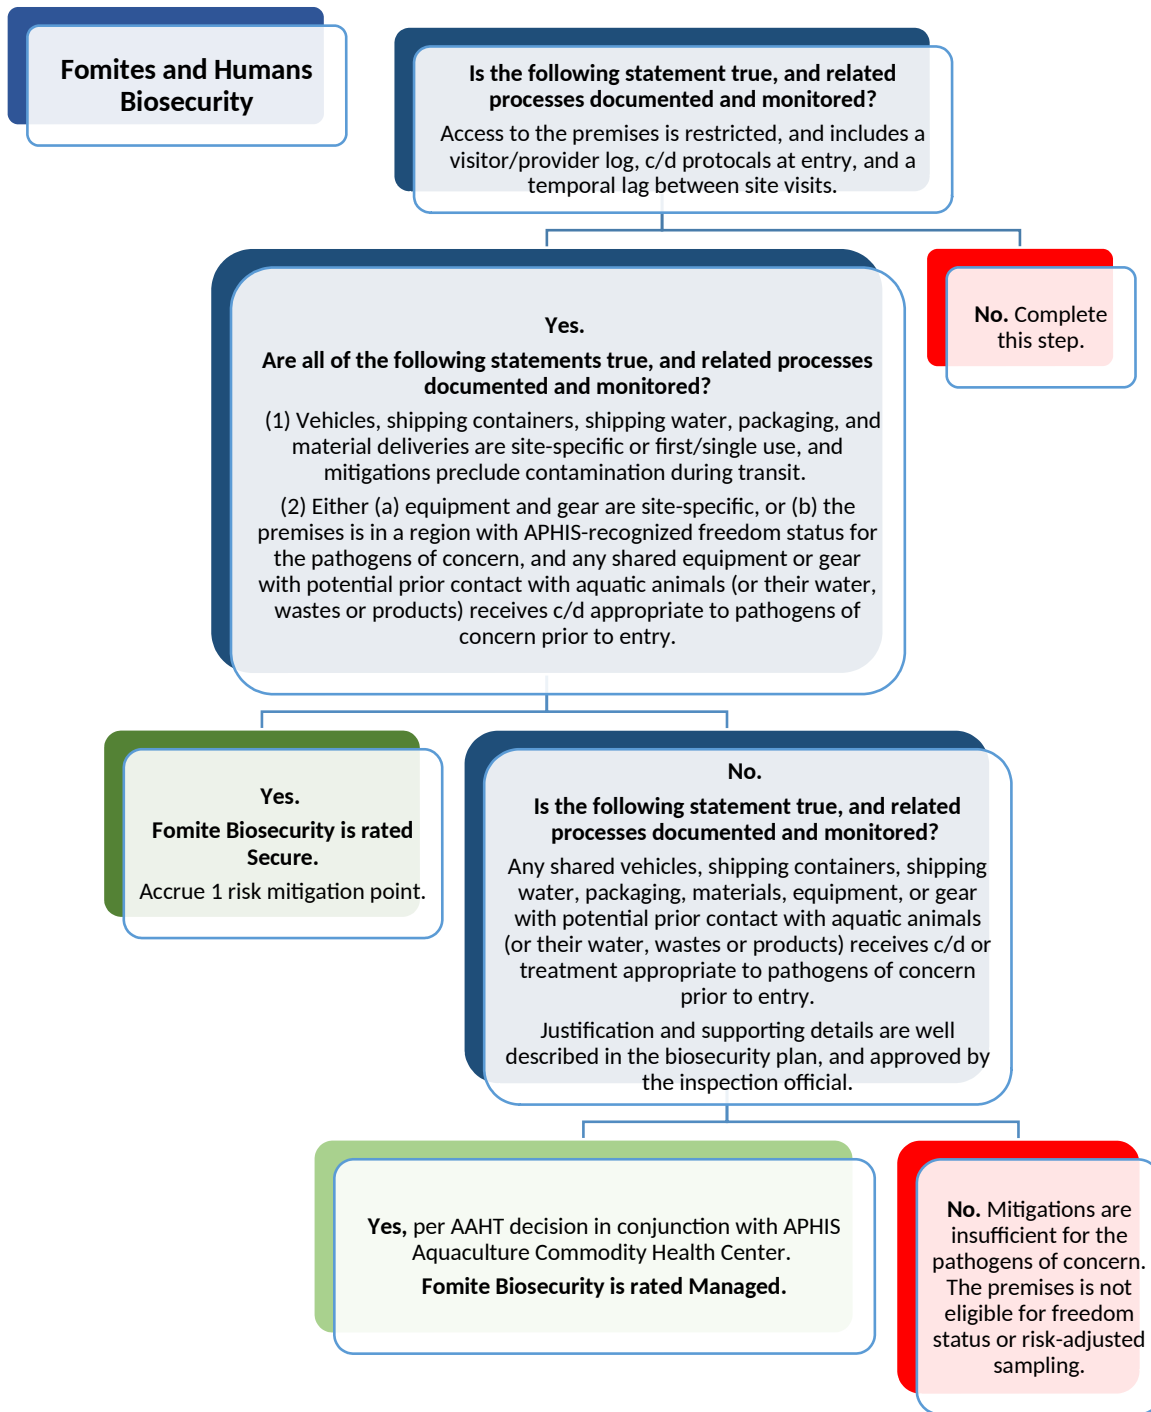 Fomites and Humans
Biosecurity
Is the following statement true, and related
processes documented and monitored?
Access to the premises is restricted, and includes a
visitor/provider log, c/d protocals at entry, and a
temporal lag between site visits.
Yes.
Are all of the following statements true, and related processes
documented and monitored?
(1) Vehicles, shipping containers, shipping water, packaging, and
material deliveries are site-specific or first/single use, and
mitigations preclude contamination during transit.
(2) Either (a) equipment and gear are site-specific, or (b) the
premises is in a region with APHIS-recognized freedom status for
the pathogens of concern, and any shared equipment or gear
with potential prior contact with aquatic animals (or their water,
wastes or products) receives c/d appropriate to pathogens of
concern prior to entry.
No. Complete
this step.
Yes.
Fomite Biosecurity is rated
Secure.
Accrue 1 risk mitigation point.
No.
Is the following statement true, and related
processes documented and monitored?
Any shared vehicles, shipping containers, shipping
water, packaging, materials, equipment, or gear
with potential prior contact with aquatic animals
(or their water, wastes or products) receives c/d or
treatment appropriate to pathogens of concern
prior to entry.
Justification and supporting details are well
described in the biosecurity plan, and approved by
the inspection official.
Yes, per AAHT decision in conjunction with APHIS
Aquaculture Commodity Health Center.
Fomite Biosecurity is rated Managed.
No. Mitigations are
insufficient for the
pathogens of concern.
The premises is not
eligible for freedom
status or risk-adjusted
sampling.